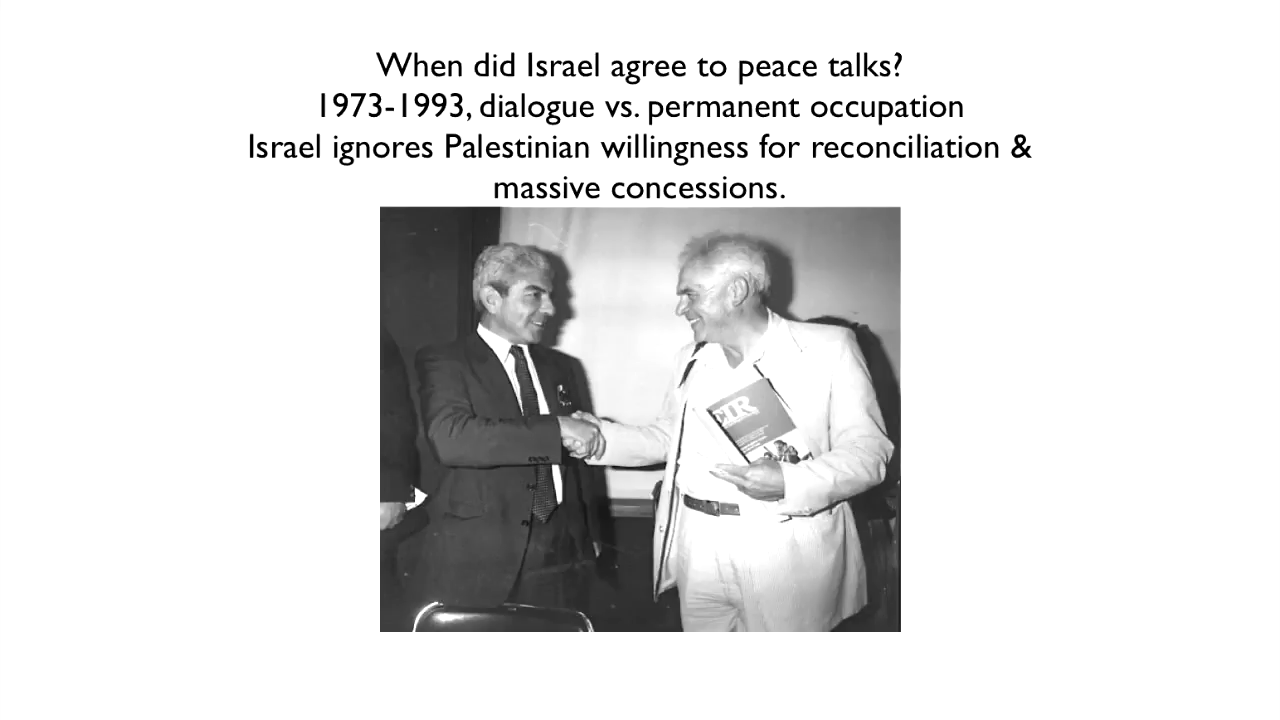 When did Israel agree to peace talks?
1973-1993, dialogue vs. permanent occupation
Israel ignores Palestinian willingness for reconciliation &
massive concessions.